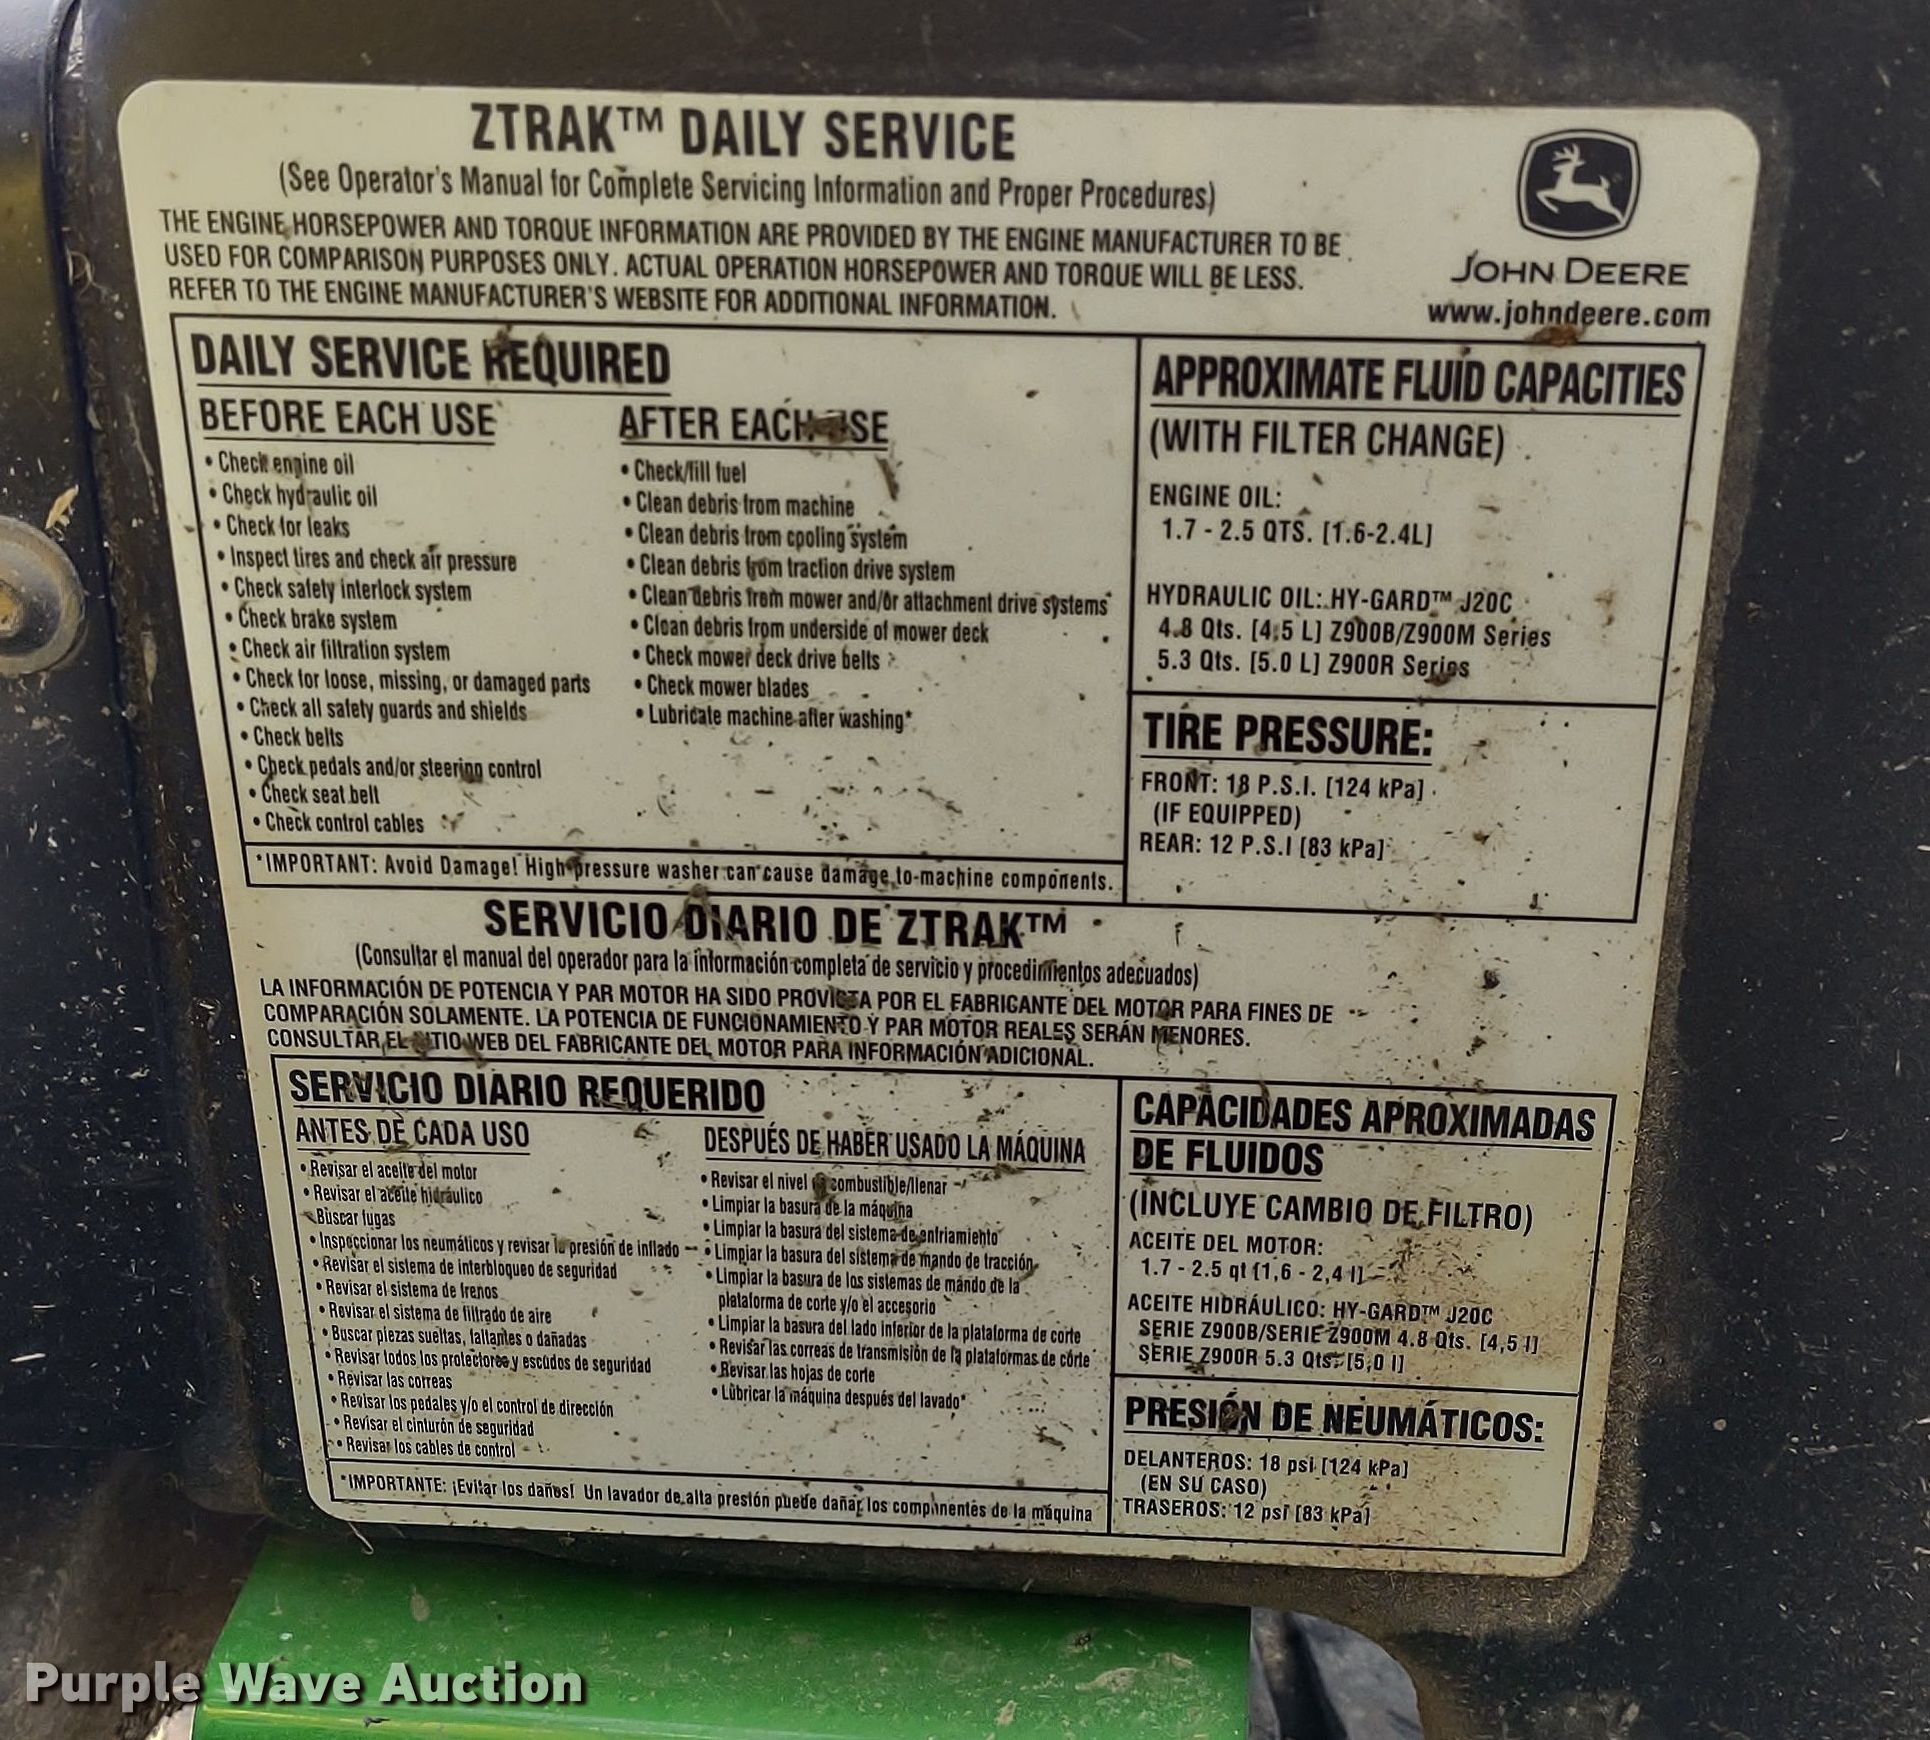 ZTRAK™ DAILY SERVICE
(See Operator's Manual for Complete Servicing Information and Proper Procedures)
THE ENGINE HORSEPOWER AND TORQUE INFORMATION ARE PROVIDED BY THE ENGINE MANUFACTURER TO BE
USED FOR COMPARISON PURPOSES ONLY. ACTUAL OPERATION HORSEPOWER AND TORQUE WILL BE LESS.
REFER TO THE ENGINE MANUFACTURER'S WEBSITE FOR ADDITIONAL INFORMATION.
JOHN DEERE
www.johndeere.com
DAILY SERVICE REQUIRED
BEFORE EACH USE
• Check engine oil
• Check hydraulic oil
• Check for leaks
• Inspect tires and check air pressure
• Check safety interlock system
• Check brake system
• Check air filtration system
• Check for loose, missing, or damaged parts
• Check all safety guards and shields
• Check belts
• Check pedals and/or steering control
• Check seat belt
• Check control cables
AFTER EACH USE
• Check/fill fuel
• Clean debris from machine
• Clean debris from cooling system
• Clean debris from traction drive system
• Clean debris from mower and/or attachment drive systems*
• Clean debris from underside of mower deck
• Check mower deck drive belts
• Check mower blades
• Lubricate machine after washing*
*IMPORTANT: Avoid Damage! High pressure washer can cause damage to machine components.
APPROXIMATE FLUID CAPACITIES
(WITH FILTER CHANGE)
ENGINE OIL:
1.7 - 2.5 QTS. [1.6-2.4L]
HYDRAULIC OIL: HY-GARD™ J20C
4.8 Qts. [4.5 L] Z900B/Z900M Series
5.3 Qts. [5.0 L] Z900R Series
TIRE PRESSURE:
FRONT: 18 P.S.I. [124 kPa]
(IF EQUIPPED)
REAR: 12 P.S.I [83 kPa]
SERVICIO DIARIO DE ZTRAK™
(Consultar el manual del operador para la información completa de servicio y procedimientos adecuados)
LA INFORMACIÓN DE POTENCIA Y PAR MOTOR HA SIDO PROVISTA POR EL FABRICANTE DEL MOTOR PARA FINES DE
COMPARACIÓN SOLAMENTE. LA POTENCIA DE FUNCIONAMIENTO Y PAR MOTOR REALES SERÁN MENORES.
CONSULTAR EL SITIO WEB DEL FABRICANTE DEL MOTOR PARA INFORMACIÓN ADICIONAL.
SERVICIO DIARIO REQUERIDO
ANTES DE CADA USO
• Revisar el aceite del motor
• Revisar el aceite hidráulico
Buscar fugas
• Inspeccionar los neumáticos y revisar la presión de inflado
• Revisar el sistema de interbloqueo de seguridad
• Revisar el sistema de frenos
• Revisar el sistema de filtrado de aire
• Buscar piezas sueltas, faltantes o dañadas
• Revisar todos los protectores y escudos de seguridad
• Revisar las correas
• Revisar los pedales y/o el control de dirección
• Revisar el cinturón de seguridad
• Revisar los cables de control
DESPUÉS DE HABER USADO LA MÁQUINA
• Revisar el nivel de combustible/llenar
• Limpiar la basura de la máquina
• Limpiar la basura del sistema de enfriamiento
• Limpiar la basura del sistema de mando de tracción
• Limpiar la basura de los sistemas de mando de la
plataforma de corte y/o el accesorio
• Limpiar la basura del lado inferior de la plataforma de corte
• Revisar las correas de transmisión de la plataformas de corte
• Revisar las hojas de corte
• Lubricar la máquina después del lavado*
*IMPORTANTE: ¡Evitar los daños! Un lavador de alta presión puede dañar los componentes de la máquina
CAPACIDADES APROXIMADAS
DE FLUIDOS
(INCLUYE CAMBIO DE FILTRO)
ACEITE DEL MOTOR:
1.7 - 2.5 qt [1,6 - 2,4 l]
ACEITE HIDRÁULICO: HY-GARD™ J20C
SERIE Z900B/SERIE Z900M 4.8 Qts. [4,5 l]
SERIE Z900R 5.3 Qts. [5,0 l]
PRESIÓN DE NEUMÁTICOS:
DELANTEROS: 18 psi [124 kPa]
(EN SU CASO)
TRASEROS: 12 psi [83 kPa]
Purple Wave Auction